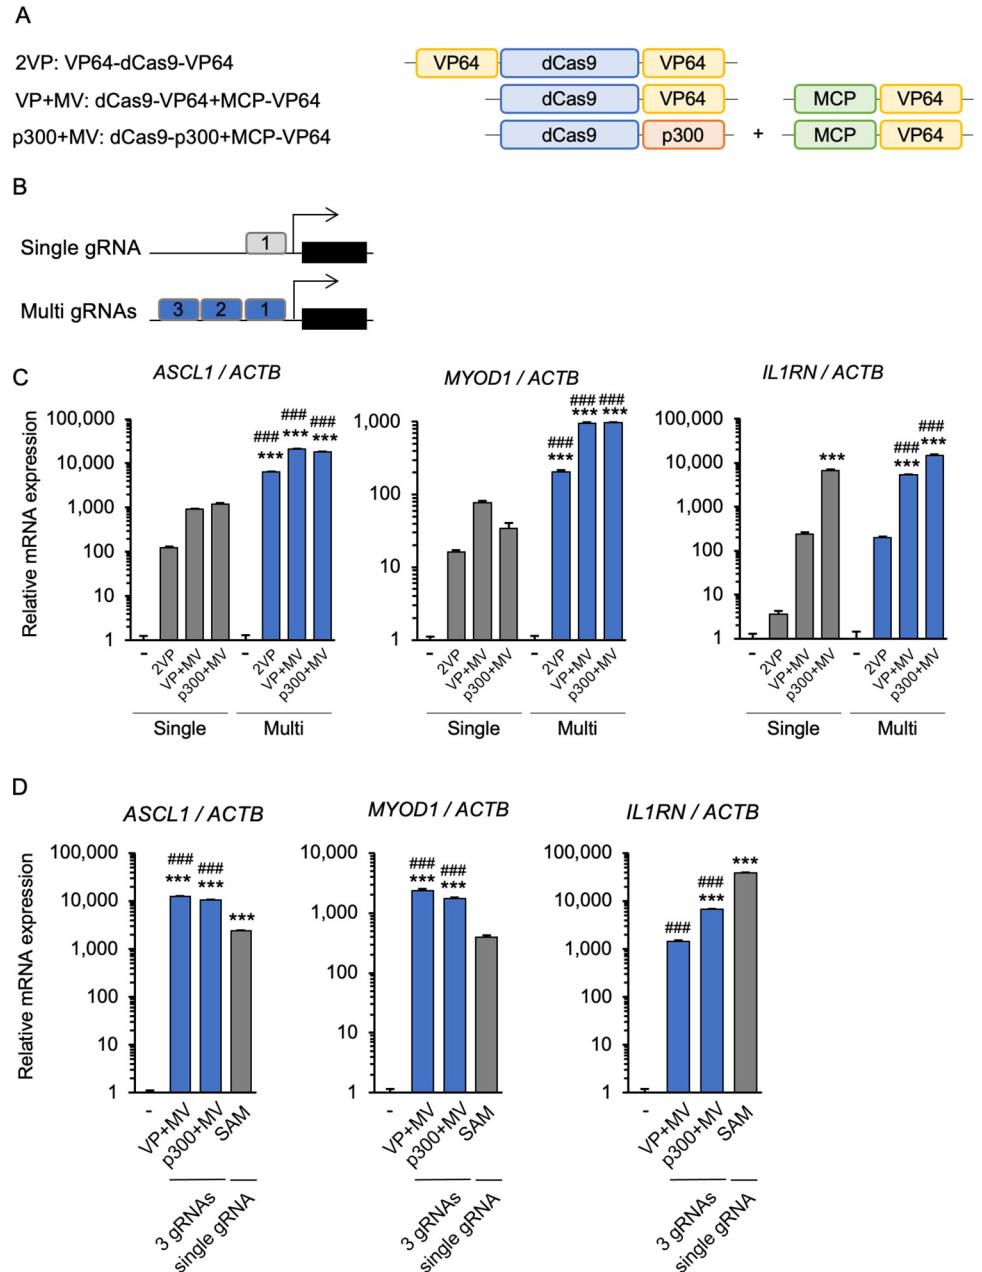 A
2VP: VP64-dCas9-VP64
VP64 dCas9 VP64
VP+MV: dCas9-VP64+MCP-VP64
dCas9 VP64 MCP VP64
p300+MV: dCas9-p300+MCP-VP64
dCas9 p300 + MCP VP64
B
Single gRNA
1
Multi gRNAs
3 2 1
C
ASCL1 / ACTB
Relative mRNA expression
100,000
10,000
1,000
100
10
1
### ### ###
*** *** ***
- 2VP VP+MV p300+MV - 2VP VP+MV p300+MV
Single Multi
MYOD1 / ACTB
1,000
100
10
1
### ### ###
*** *** ***
- 2VP VP+MV p300+MV - 2VP VP+MV p300+MV
Single Multi
IL1RN / ACTB
100,000
10,000
1,000
100
10
1
*** ### ###
*** ***
- 2VP VP+MV p300+MV - 2VP VP+MV p300+MV
Single Multi
D
ASCL1 / ACTB
Relative mRNA expression
100,000
10,000
1,000
100
10
1
### ###
*** *** ***
- VP+MV p300+MV SAM
3 gRNAs single gRNA
MYOD1 / ACTB
10,000
1,000
100
10
1
### ###
*** ***
- VP+MV p300+MV SAM
3 gRNAs single gRNA
IL1RN / ACTB
100,000
10,000
1,000
100
10
1
### ### ***
***
- VP+MV p300+MV SAM
3 gRNAs single gRNA